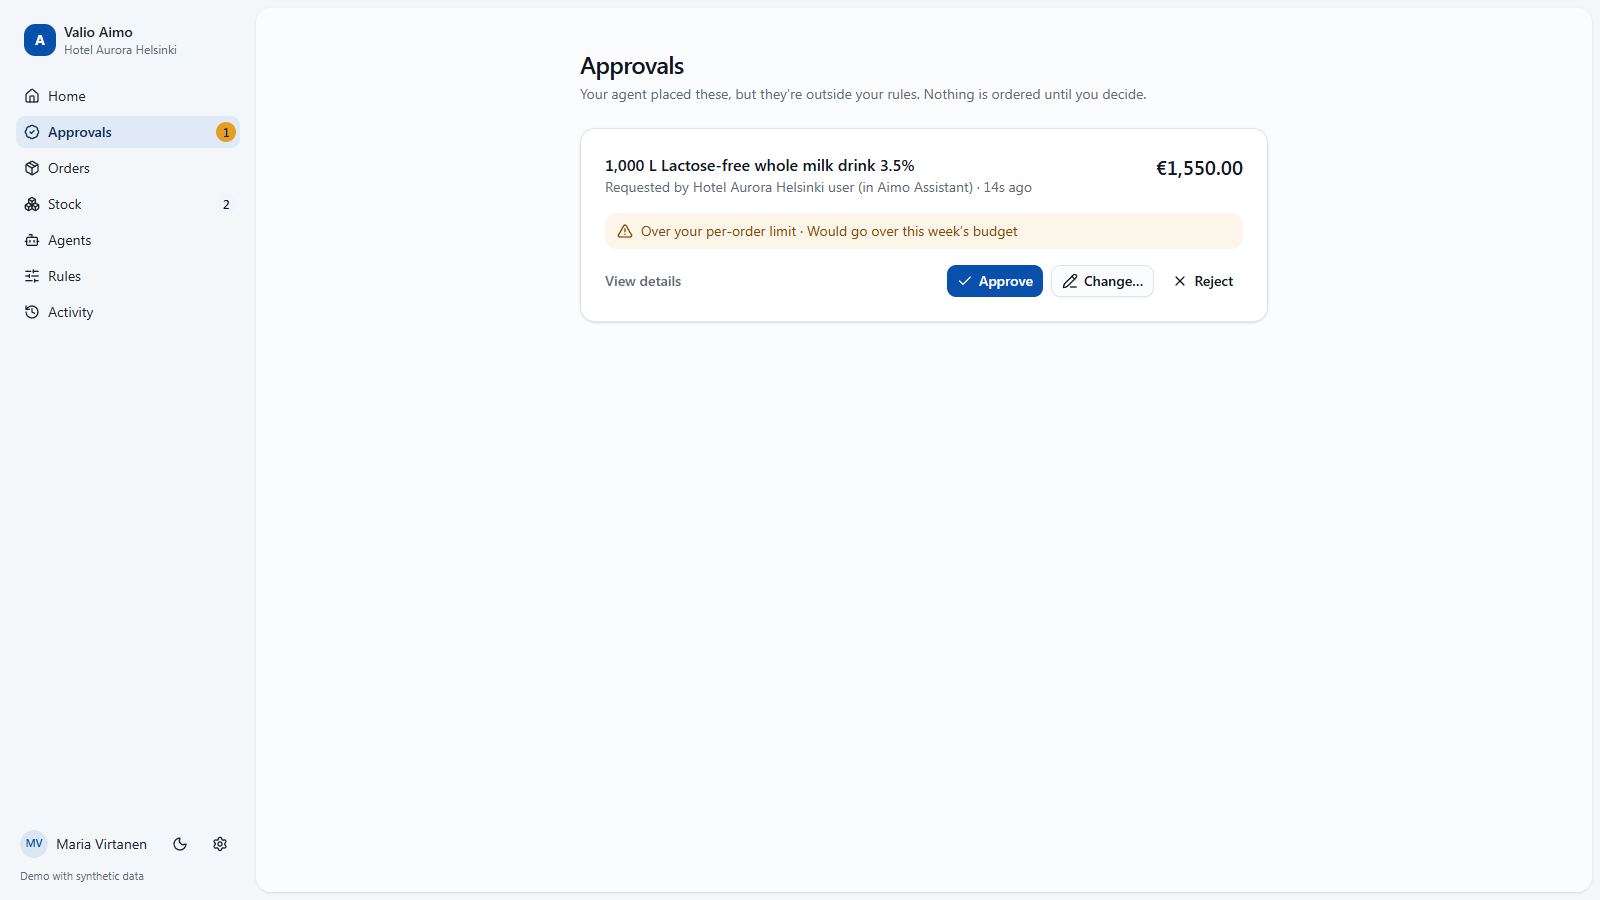 A
Valio Aimo
Hotel Aurora Helsinki
Home
Approvals 1
Orders
Stock 2
Agents
Rules
Activity
MV Maria Virtanen
Demo with synthetic data
Approvals
Your agent placed these, but they’re outside your rules. Nothing is ordered until you decide.
1,000 L Lactose-free whole milk drink 3.5% €1,550.00
Requested by Hotel Aurora Helsinki user (in Aimo Assistant) · 14s ago
Over your per-order limit · Would go over this week’s budget
View details Approve Change... Reject